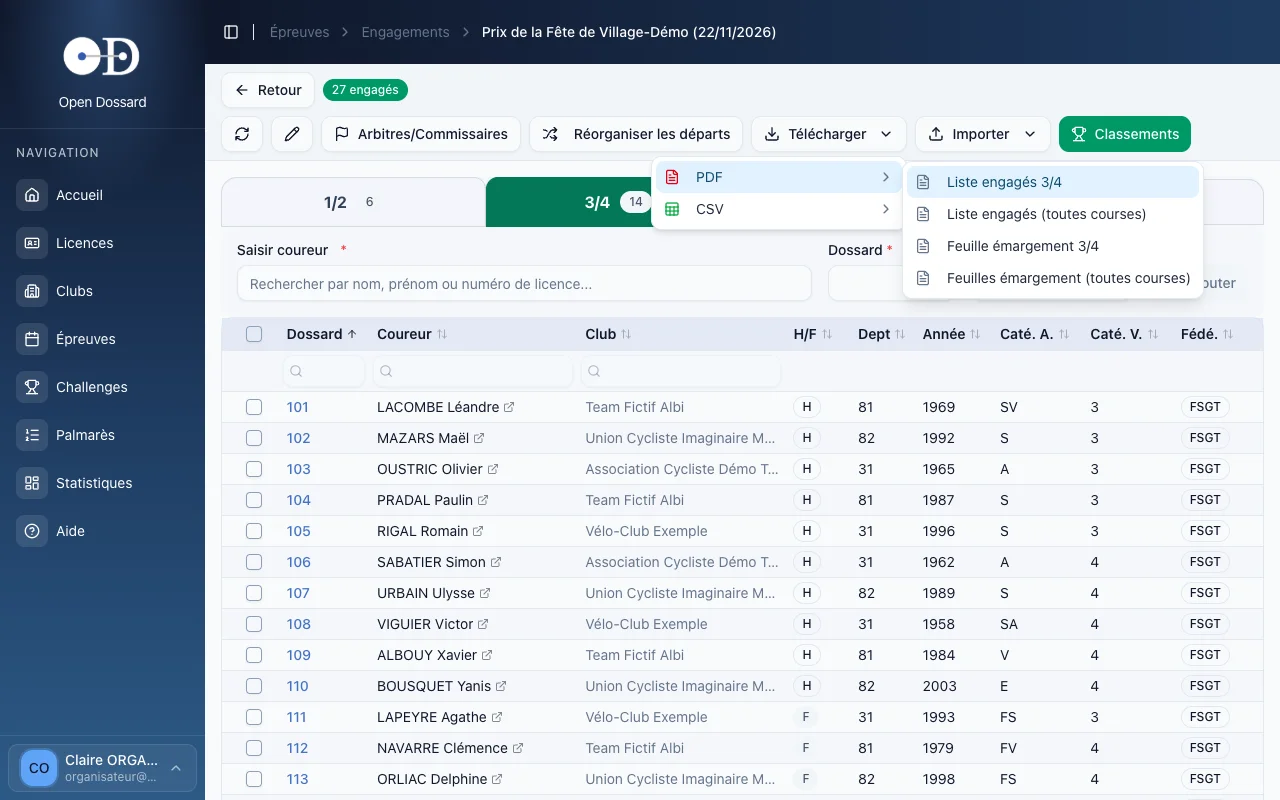 Épreuves
Engagements
Prix de la Fête de Village-Démo (22/11/2026)
OD
Open Dossard
NAVIGATION
Accueil
Licences
Clubs
Épreuves
Challenges
Palmarès
Statistiques
Aide
CO
Claire ORGA...
organisateur@...
Retour
27 engagés
Arbitres/Commissaires
Réorganiser les départs
Télécharger
Importer
Classements
PDF
CSV
Liste engagés 3/4
Liste engagés (toutes courses)
Feuille émargement 3/4
Feuilles émargement (toutes courses)
1/2 6
3/4 14
Saisir coureur *
Dossard *
Rechercher par nom, prénom ou numéro de licence...
outer
Dossard Coureur Club H/F Dept Année Caté. A. Caté. V. Fédé.
101 LACOMBE Léandre Team Fictif Albi H 81 1969 SV 3 FSGT
102 MAZARS Maël Union Cycliste Imaginaire M... H 82 1992 S 3 FSGT
103 OUSTRIC Olivier Association Cycliste Démo T... H 31 1965 A 3 FSGT
104 PRADAL Paulin Team Fictif Albi H 81 1987 S 3 FSGT
105 RIGAL Romain Vélo-Club Exemple H 31 1996 S 3 FSGT
106 SABATIER Simon Association Cycliste Démo T... H 31 1962 A 4 FSGT
107 URBAIN Ulysse Union Cycliste Imaginaire M... H 82 1989 S 4 FSGT
108 VIGUIER Victor Vélo-Club Exemple H 31 1958 SA 4 FSGT
109 ALBOUY Xavier Team Fictif Albi H 81 1984 V 4 FSGT
110 BOUSQUET Yanis Union Cycliste Imaginaire M... H 82 2003 E 4 FSGT
111 LAPEYRE Agathe Vélo-Club Exemple F 31 1993 FS 3 FSGT
112 NAVARRE Clémence Team Fictif Albi F 81 1979 FV 4 FSGT
113 ORLIAC Delphine Union Cycliste Imaginaire M... F 82 1998 FS 4 FSGT